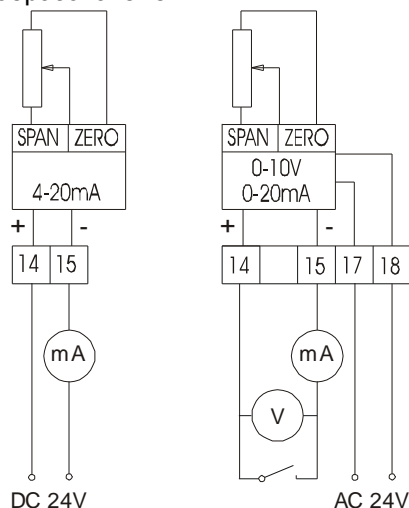 SPAN ZERO
4-20mA
+ -
14 15
mA
DC 24V
SPAN ZERO
0-10V
0-20mA
+ -
14 15 17 18
mA
V
AC 24V